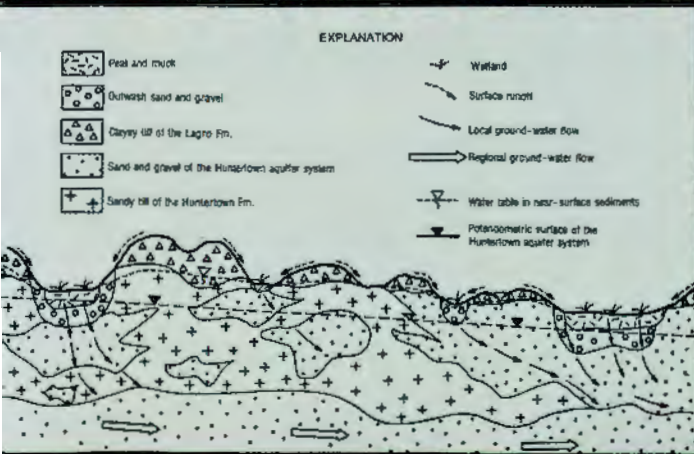 EXPLANATION
Peat and muck
Outwash sand and gravel
Clayey till of the Lagro Fm.
Sand and gravel of the Huntertown aquifer system
Sandy till of the Huntertown Fm.
Wetland
Surface runoff
Local ground-water flow
Regional ground-water flow
Water table in near-surface sediments
Potentiometric surface of the
Huntertown aquifer system